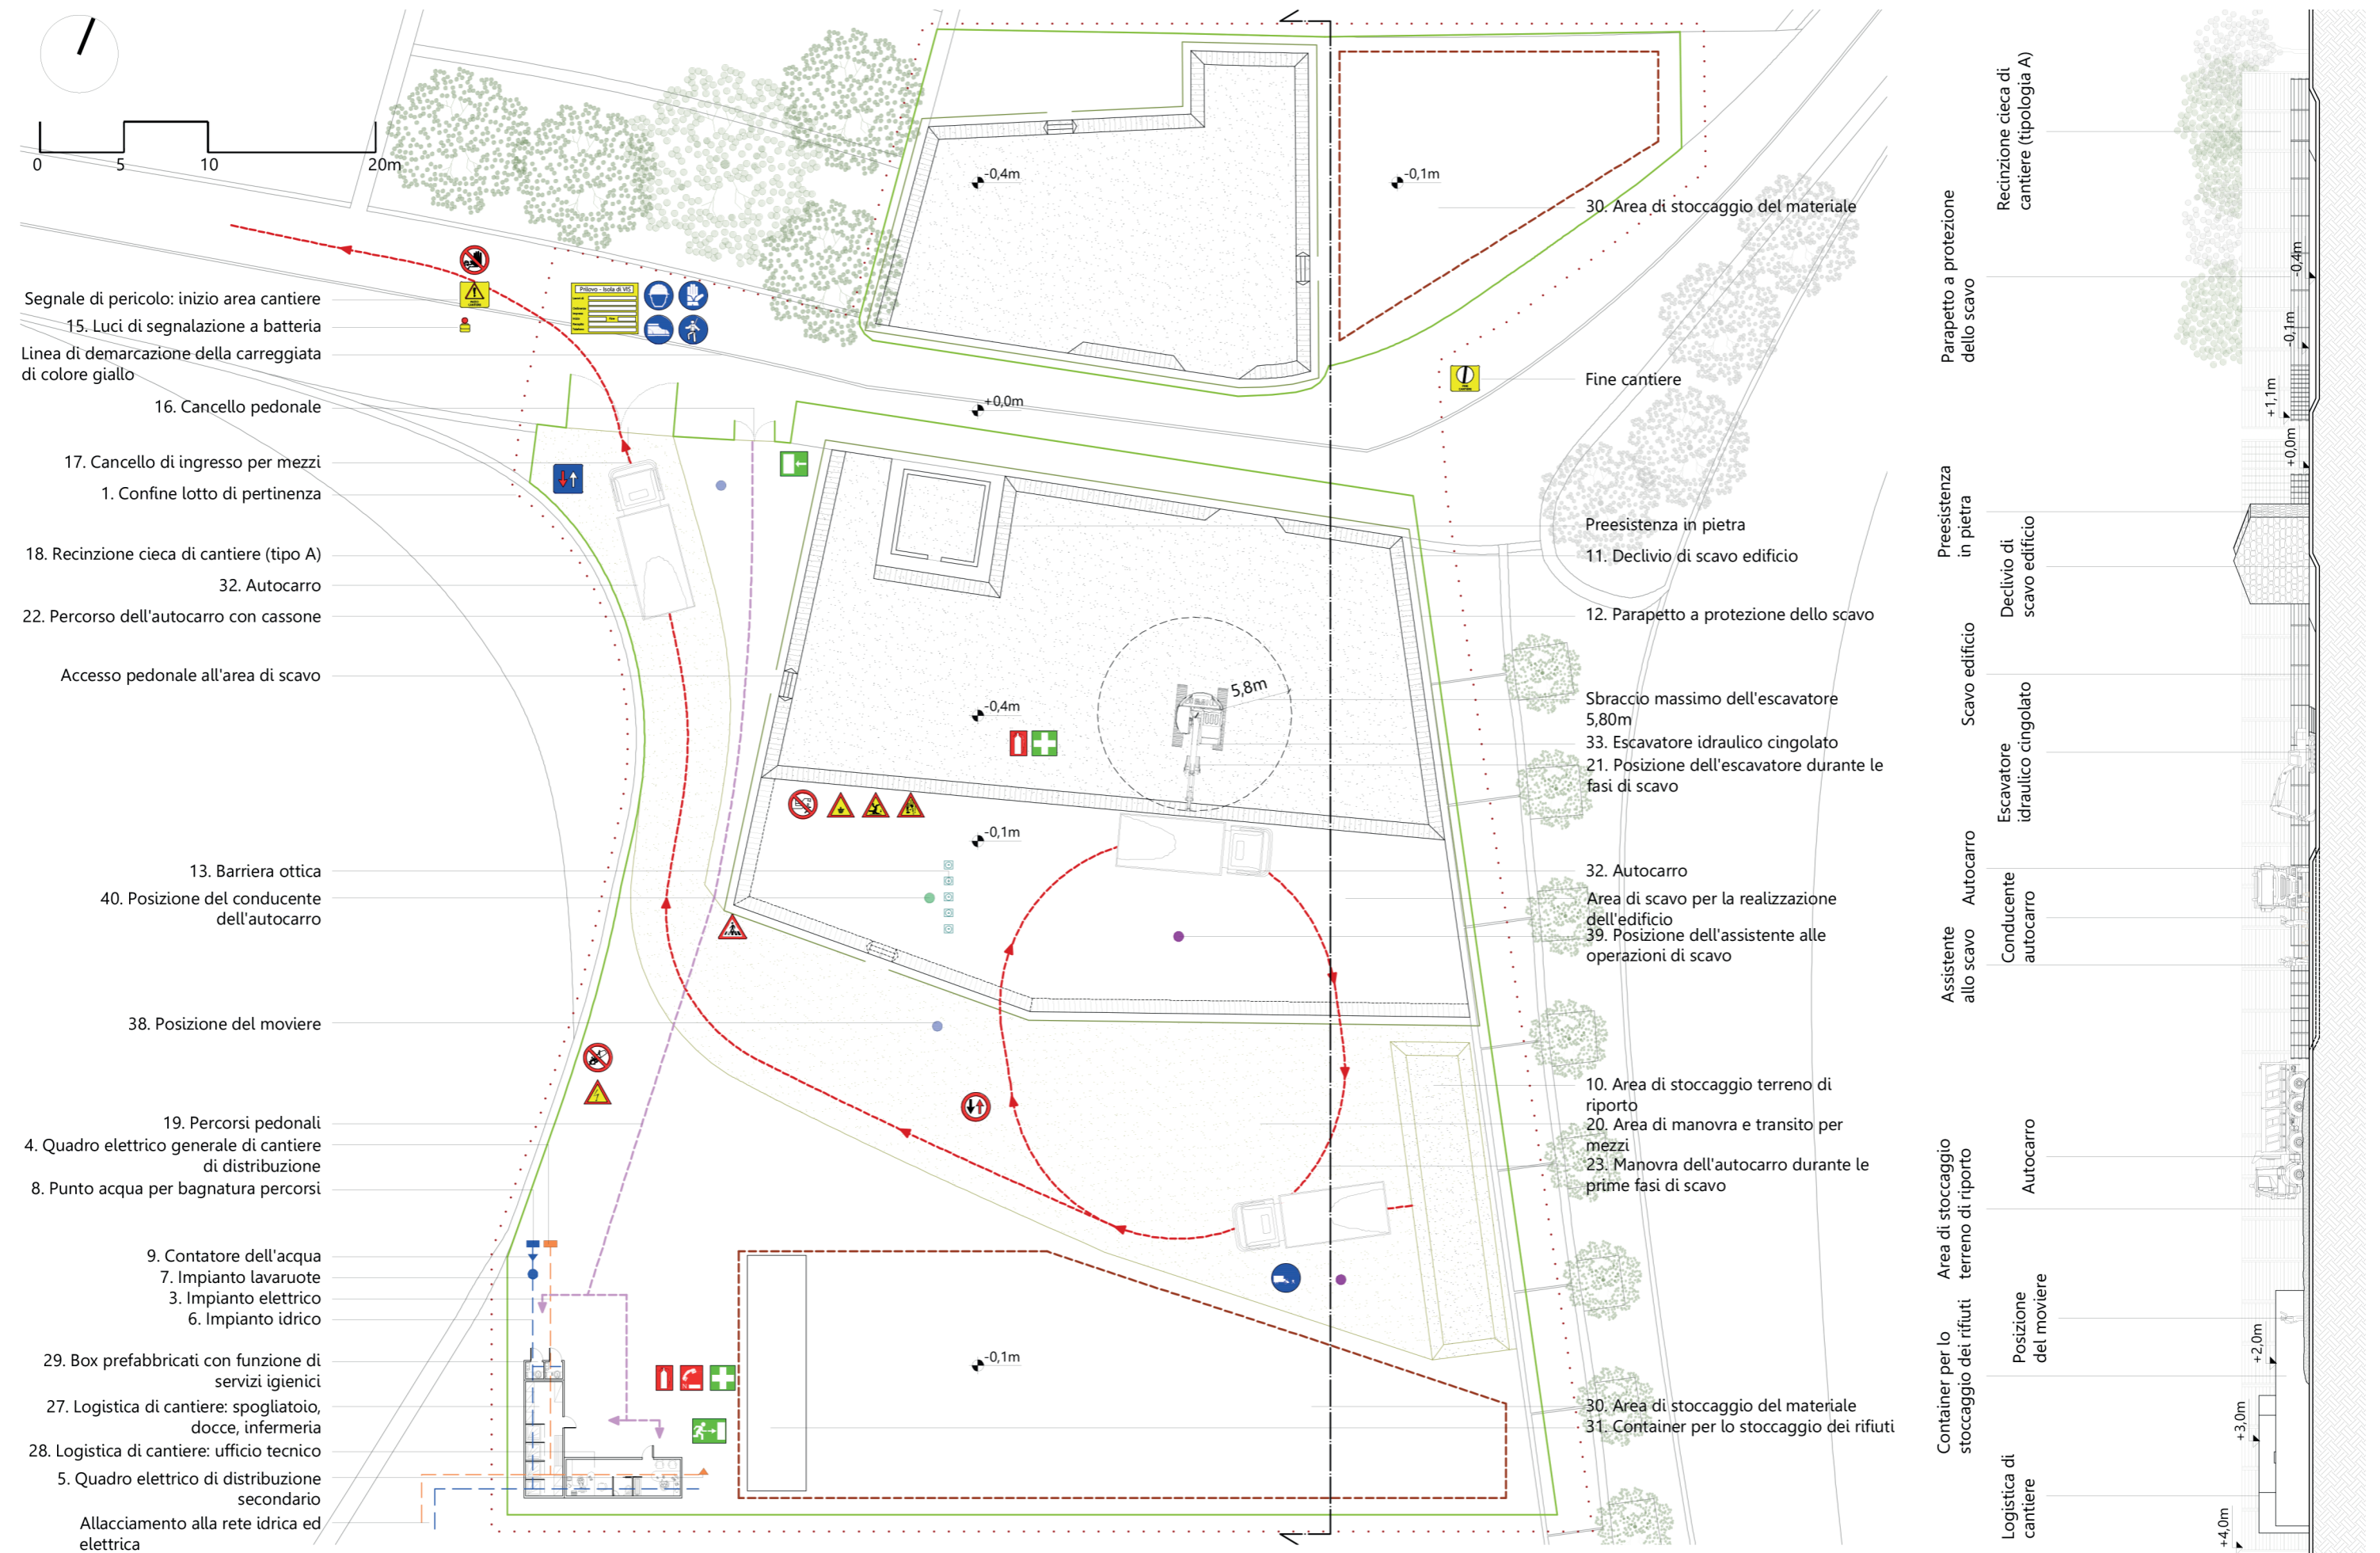 0
5
10
20m
Segnale di pericolo: inizio area cantiere
15. Luci di segnalazione a batteria
Linea di demarcazione della carreggiata
di colore giallo
16. Cancello pedonale
17. Cancello di ingresso per mezzi
1. Confine lotto di pertinenza
18. Recinzione cieca di cantiere (tipo A)
32. Autocarro
22. Percorso dell'autocarro con cassone
Accesso pedonale all'area di scavo
13. Barriera ottica
40. Posizione del conducente
dell'autocarro
38. Posizione del moviere
19. Percorsi pedonali
4. Quadro elettrico generale di cantiere
di distribuzione
8. Punto acqua per bagnatura percorsi
9. Contatore dell'acqua
7. Impianto lavaruote
3. Impianto elettrico
6. Impianto idrico
29. Box prefabbricati con funzione di
servizi igienici
27. Logistica di cantiere: spogliatoio,
docce, infermeria
28. Logistica di cantiere: ufficio tecnico
5. Quadro elettrico di distribuzione
secondario
Allacciamento alla rete idrica ed
elettrica
Prilovo - Isola di VIS
-0,4m
-0,1m
+0,0m
-0,4m
5,8m
-0,1m
-0,1m
30. Area di stoccaggio del materiale
Fine cantiere
Preesistenza in pietra
11. Declivio di scavo edificio
12. Parapetto a protezione dello scavo
Sbraccio massimo dell'escavatore
5,80m
33. Escavatore idraulico cingolato
21. Posizione dell'escavatore durante le
fasi di scavo
32. Autocarro
Area di scavo per la realizzazione
dell'edificio
39. Posizione dell'assistente alle
operazioni di scavo
10. Area di stoccaggio terreno di
riporto
20. Area di manovra e transito per
mezzi
23. Manovra dell'autocarro durante le
prime fasi di scavo
30. Area di stoccaggio del materiale
31. Container per lo stoccaggio dei rifiuti
Recinzione cieca di
cantiere (tipologia A)
Parapetto a protezione
dello scavo
Preesistenza
in pietra
Declivio di
scavo edificio
Scavo edificio
Escavatore
idraulico cingolato
Autocarro
Conducente
autocarro
Assistente
allo scavo
Autocarro
Area di stoccaggio
terreno di riporto
Posizione
del moviere
Container per lo
stoccaggio dei rifiuti
Logistica di
cantiere
-0,4m
-0,1m
+1,1m
+0,0m
+2,0m
+3,0m
+4,0m